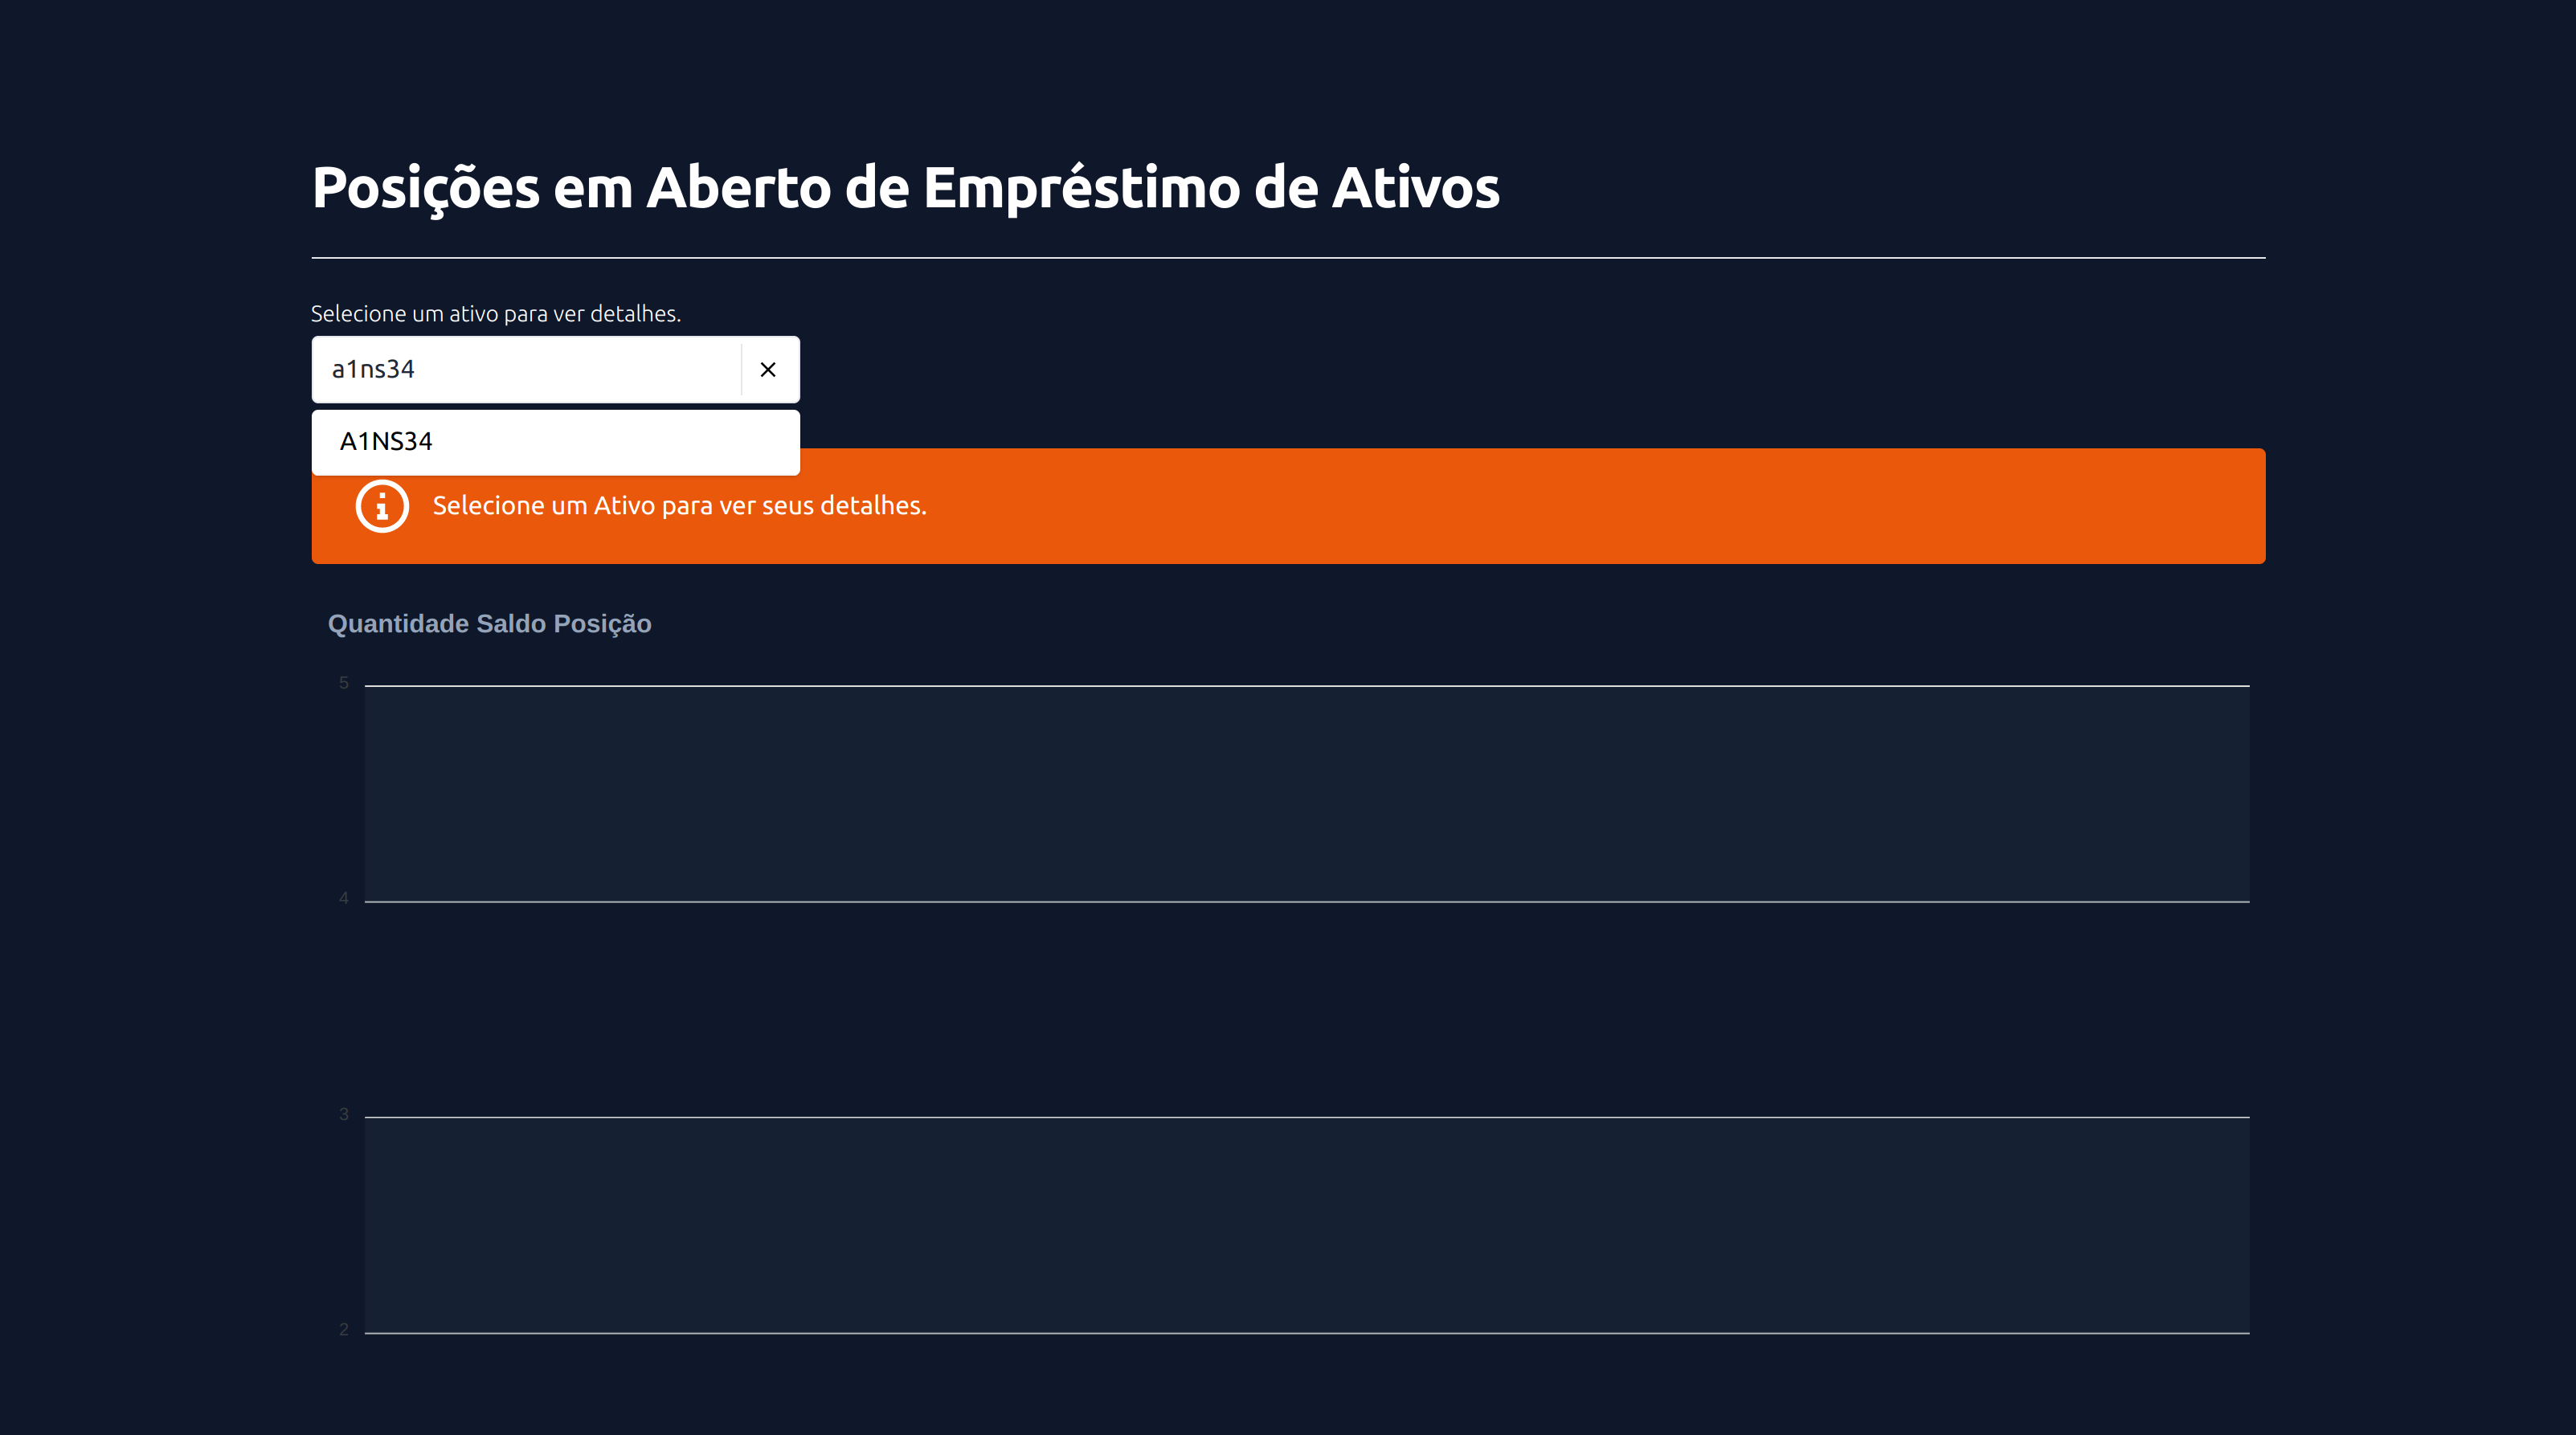 Posições em Aberto de Empréstimo de Ativos
Selecione um ativo para ver detalhes.
a1ns34
A1NS34
Selecione um Ativo para ver seus detalhes.
Quantidade Saldo Posição
5
4
3
2